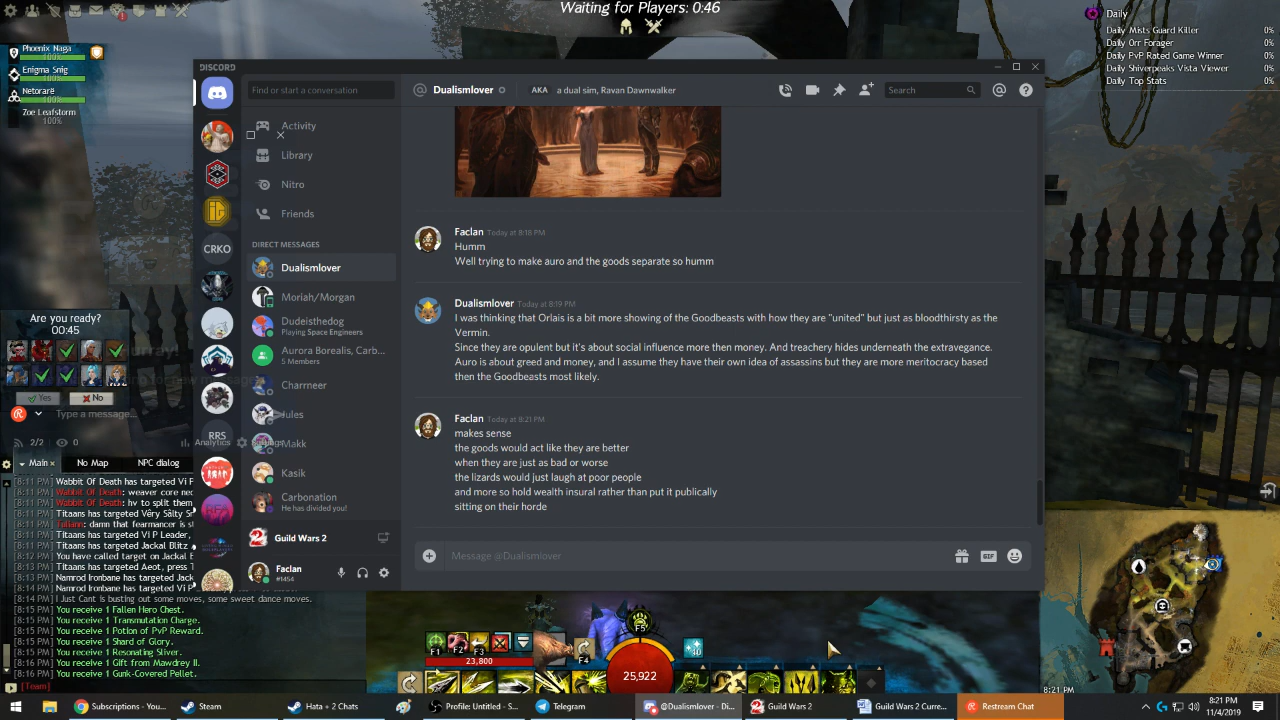 Waiting for Players: 0:46
Daily
Daily Mists Guard Killer 0%
Daily Orr Forager 0%
Daily PvP Rated Game Winner 0%
Daily Shiverpeaks Vista Viewer 0%
Daily Top Stats 0%
Phoenix Naga
100%
Enigma Snig
100%
Netorarë
100%
Zoe Leafstorm
100%
DISCORD
Find or start a conversation
@ Dualismlover
AKA a dual sim, Ravan Dawnwalker
Search
Activity
Library
Nitro
Friends
DIRECT MESSAGES
Dualismlover
Moriah/Morgan
Dudeisthedog
Playing Space Engineers
Aurora Borealis, Carb...
5 Members
Charmeer
Jules
Makk
Kasik
Carbonation
He has divided you!
Guild Wars 2
Faclan
#1454
CRKO
RRS
Faclan Today at 8:18 PM
Humm
Well trying to make auro and the goods separate so humm
Dualismlover Today at 8:19 PM
I was thinking that Orlais is a bit more showing of the Goodbeasts with how they are "united" but just as bloodthirsty as the
Vermin.
Since they are opulent but it's about social influence more then money. And treachery hides underneath the extravegance.
Auro is about greed and money, and I assume they have their own idea of assassins but they are more meritocracy based
then the Goodbeasts most likely.
Faclan Today at 8:21 PM
makes sense
the goods would act like they are better
when they are just as bad or worse
the lizards would just laugh at poor people
and more so hold wealth insural rather than put it publically
sitting on their horde
Message @Dualismlover
GIF
Are you ready?
00:45
Yes
No
Type a message...
2/2
0
Analytics
Main
No Map
NPC dialog
[8:11 PM] Wabbit Of Death has targeted Vi P
[8:11 PM] Wabbit Of Death: weaver core nec
[8:11 PM] Wabbit Of Death: hv to split them
[8:11 PM] Titaans has targeted Vêry Sälty S
[8:11 PM] damn that fearmancer is s
[8:11 PM] Titaans has targeted VI P Leader,
[8:11 PM] Titaans has targeted Jackal Blitz
[8:12 PM] You have called target on Jackal
[8:13 PM] Titaans has targeted Aeot, press T
[8:13 PM] Namrod Ironbane has targeted Jack
[8:14 PM] Namrod Ironbane has targeted Vi P
[8:14 PM] I Just Cant is busting out some moves, some sweet dance moves.
[8:15 PM] You receive 1 Fallen Hero Chest.
[8:15 PM] You receive 1 Transmutation Charge.
[8:15 PM] You receive 1 Potion of PvP Reward.
[8:15 PM] You receive 1 Shard of Glory.
[8:15 PM] You receive 1 Resonating Sliver.
[8:16 PM] You receive 1 Gift from Mawdrey II.
[8:16 PM] You receive 1 Gunk-Covered Pellet.
[Team]
F1
F2
F3
F4
F5
23,800
25,922
30
8:21 PM
Subscriptions - You...
Steam
Hata + 2 Chats
Profile: Untitled - S...
Telegram
@Dualismlover - Di...
Guild Wars 2
Guild Wars 2 Curre...
Restream Chat
8:21 PM
11/4/2019